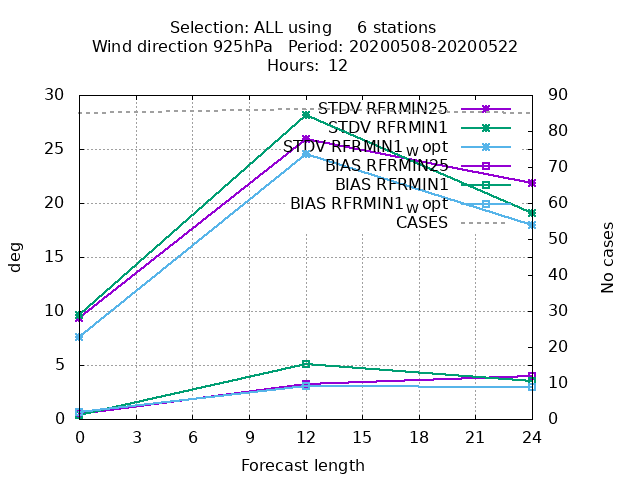 Selection: ALL using 6 stations
Wind direction 925hPa Period: 20200508-20200522
Hours: 12
30
25
20
15
10
5
0
deg
90
80
70
60
50
40
30
20
10
0
No cases
STDV RFRMIN25
STDV RFRMIN1
STDV RFRMIN1_w opt
BIAS RFRMIN25
BIAS RFRMIN1
BIAS RFRMIN1_w opt
CASES
0 3 6 9 12 15 18 21 24
Forecast length